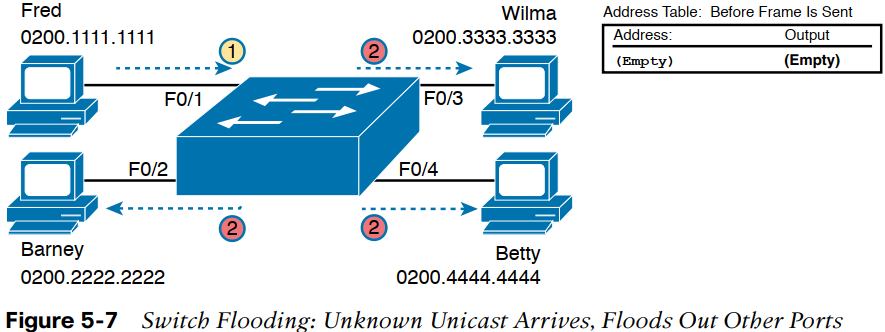 Fred
0200.1111.1111
Wilma
0200.3333.3333
Address Table:  Before Frame Is Sent
Address: Output
(Empty) (Empty)
1
2
F0/1
F0/3
F0/2
F0/4
2
2
Barney
0200.2222.2222
Betty
0200.4444.4444
Figure 5-7 Switch Flooding: Unknown Unicast Arrives, Floods Out Other Ports